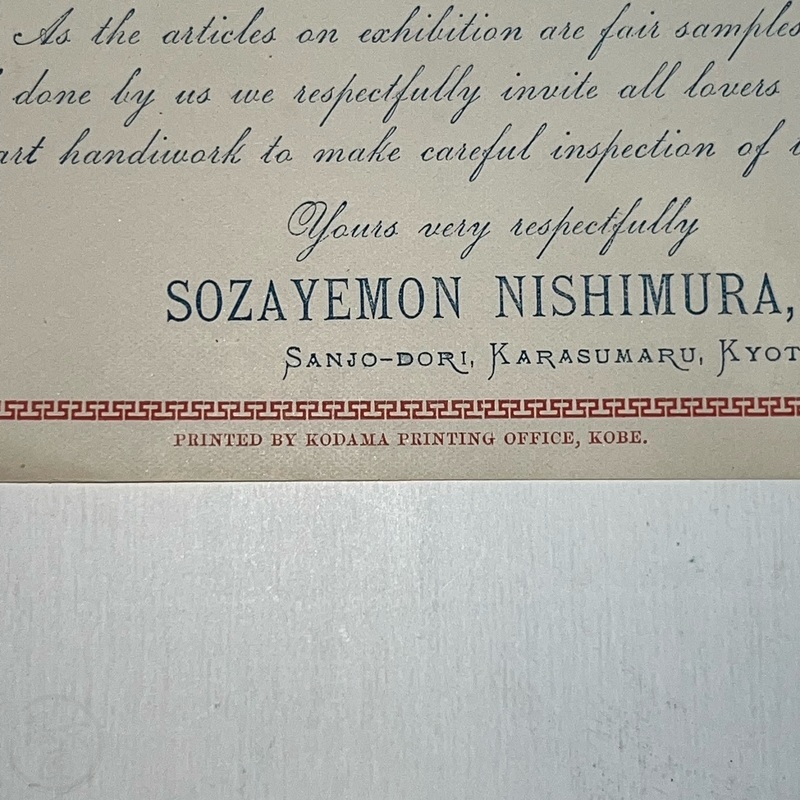 As the articles on exhibition are fair samples
done by us we respectfully invite all lovers
art handiwork to make careful inspection of
Yours very respectfully
SOZAYEMON NISHIMURA,
SANJO-DORI, KARASUMARU, KYOT
PRINTED BY KODAMA PRINTING OFFICE, KOBE.